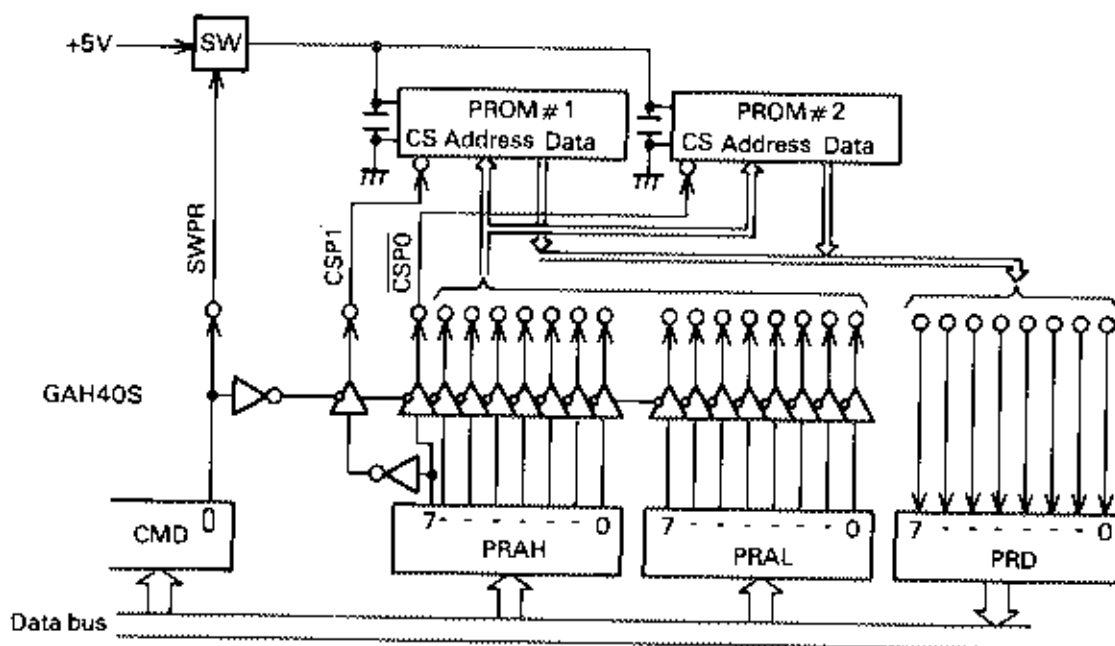 +5V
SW
PROM #1
CS Address Data
PROM #2
CS Address Data
SWPR
CSP1
CSP0
GAH40S
0
CMD
7 - - - - - - 0
PRAH
7 - - - - - - 0
PRAL
7 - - - - - - 0
PRD
Data bus